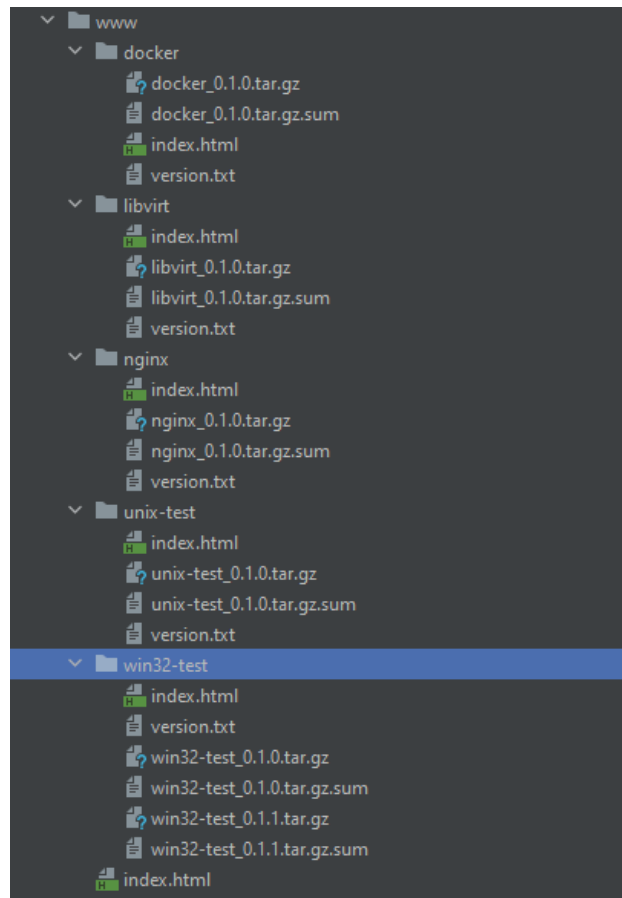 www
docker
docker_0.1.0.tar.gz
docker_0.1.0.tar.gz.sum
index.html
version.txt
libvirt
index.html
libvirt_0.1.0.tar.gz
libvirt_0.1.0.tar.gz.sum
version.txt
nginx
index.html
nginx_0.1.0.tar.gz
nginx_0.1.0.tar.gz.sum
version.txt
unix-test
index.html
unix-test_0.1.0.tar.gz
unix-test_0.1.0.tar.gz.sum
version.txt
win32-test
index.html
version.txt
win32-test_0.1.0.tar.gz
win32-test_0.1.0.tar.gz.sum
win32-test_0.1.1.tar.gz
win32-test_0.1.1.tar.gz.sum
index.html